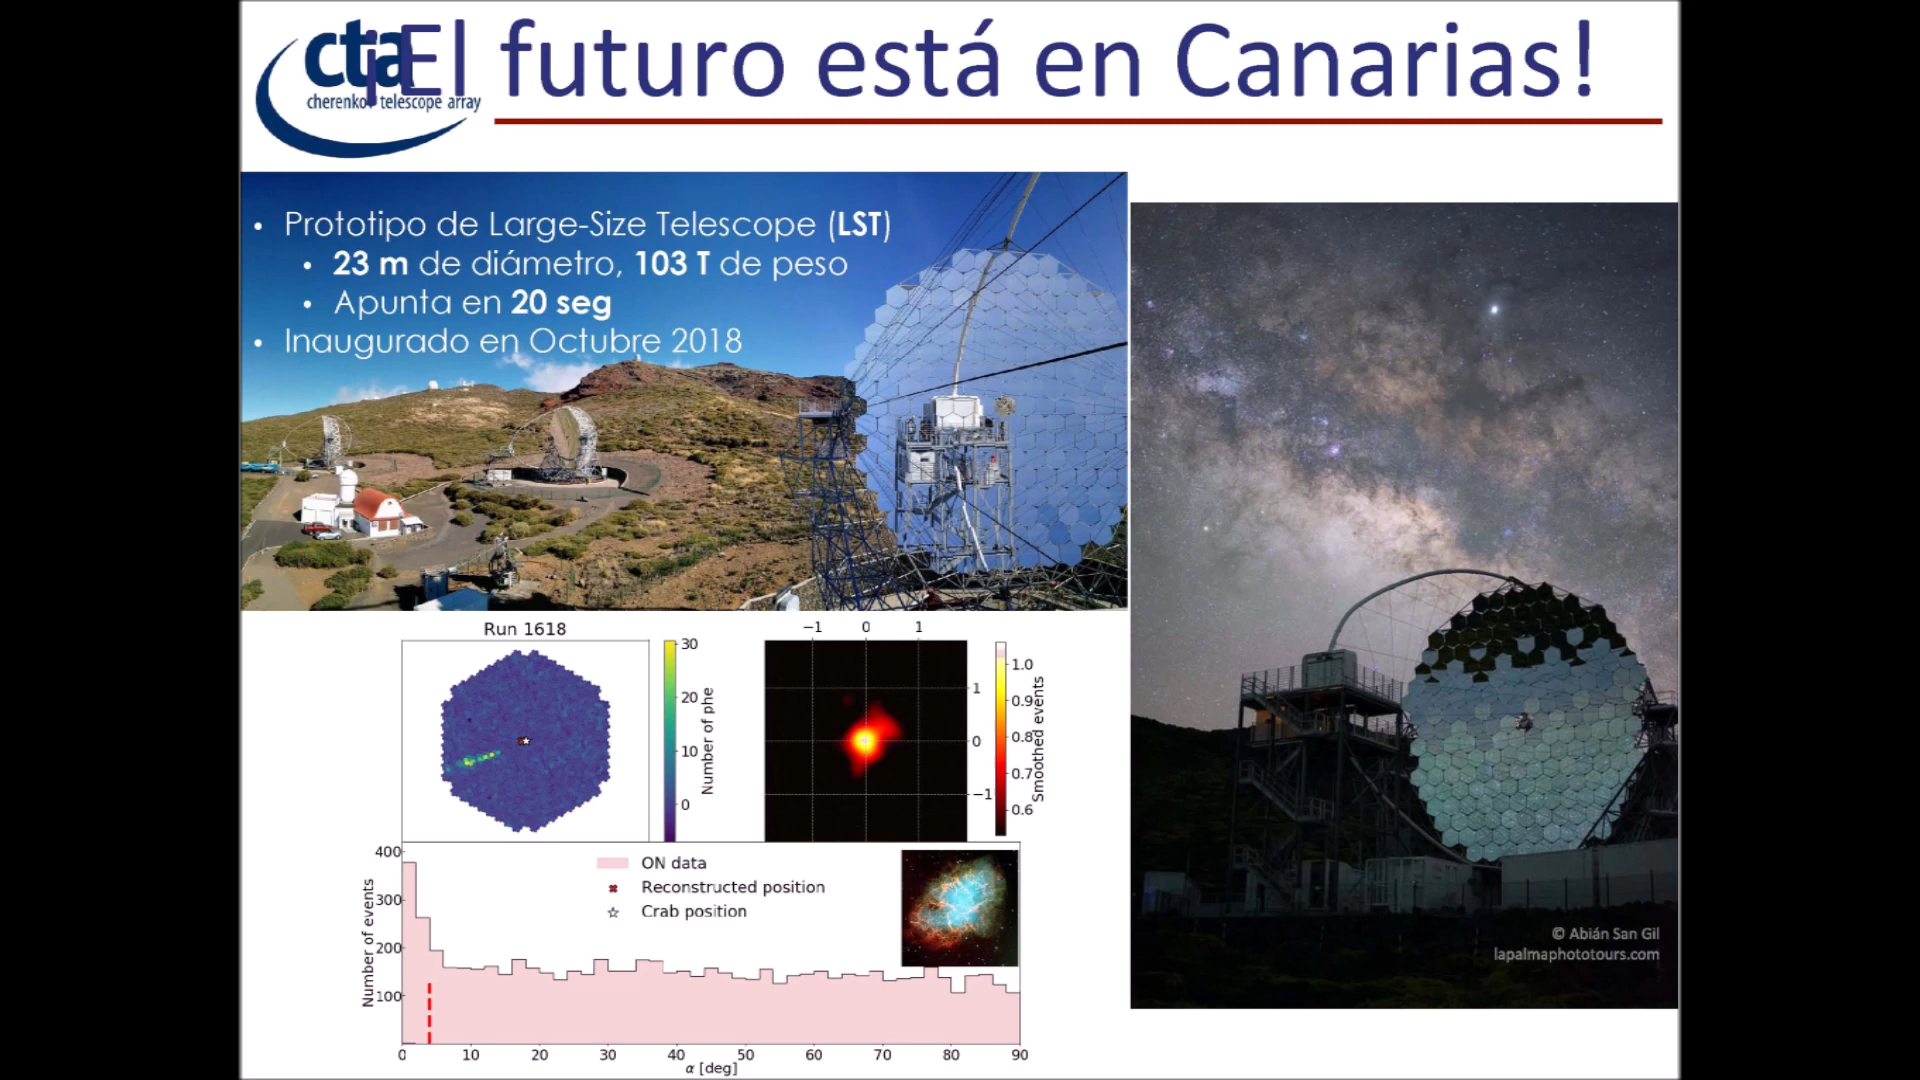 cta
cherenkov telescope array
¡El futuro está en Canarias!
• Prototipo de Large-Size Telescope (LST)
• 23 m de diámetro, 103 T de peso
• Apunta en 20 seg
• Inaugurado en Octubre 2018
Run 1618
30
20
10
0
Number of phe
−1 0 1
1
0
−1
1.0
0.9
0.8
0.7
0.6
Smoothed events
400
300
200
100
Number of events
ON data
Reconstructed position
Crab position
0 10 20 30 40 50 60 70 80 90
α [deg]
© Abián San Gil
lapalmaphototours.com